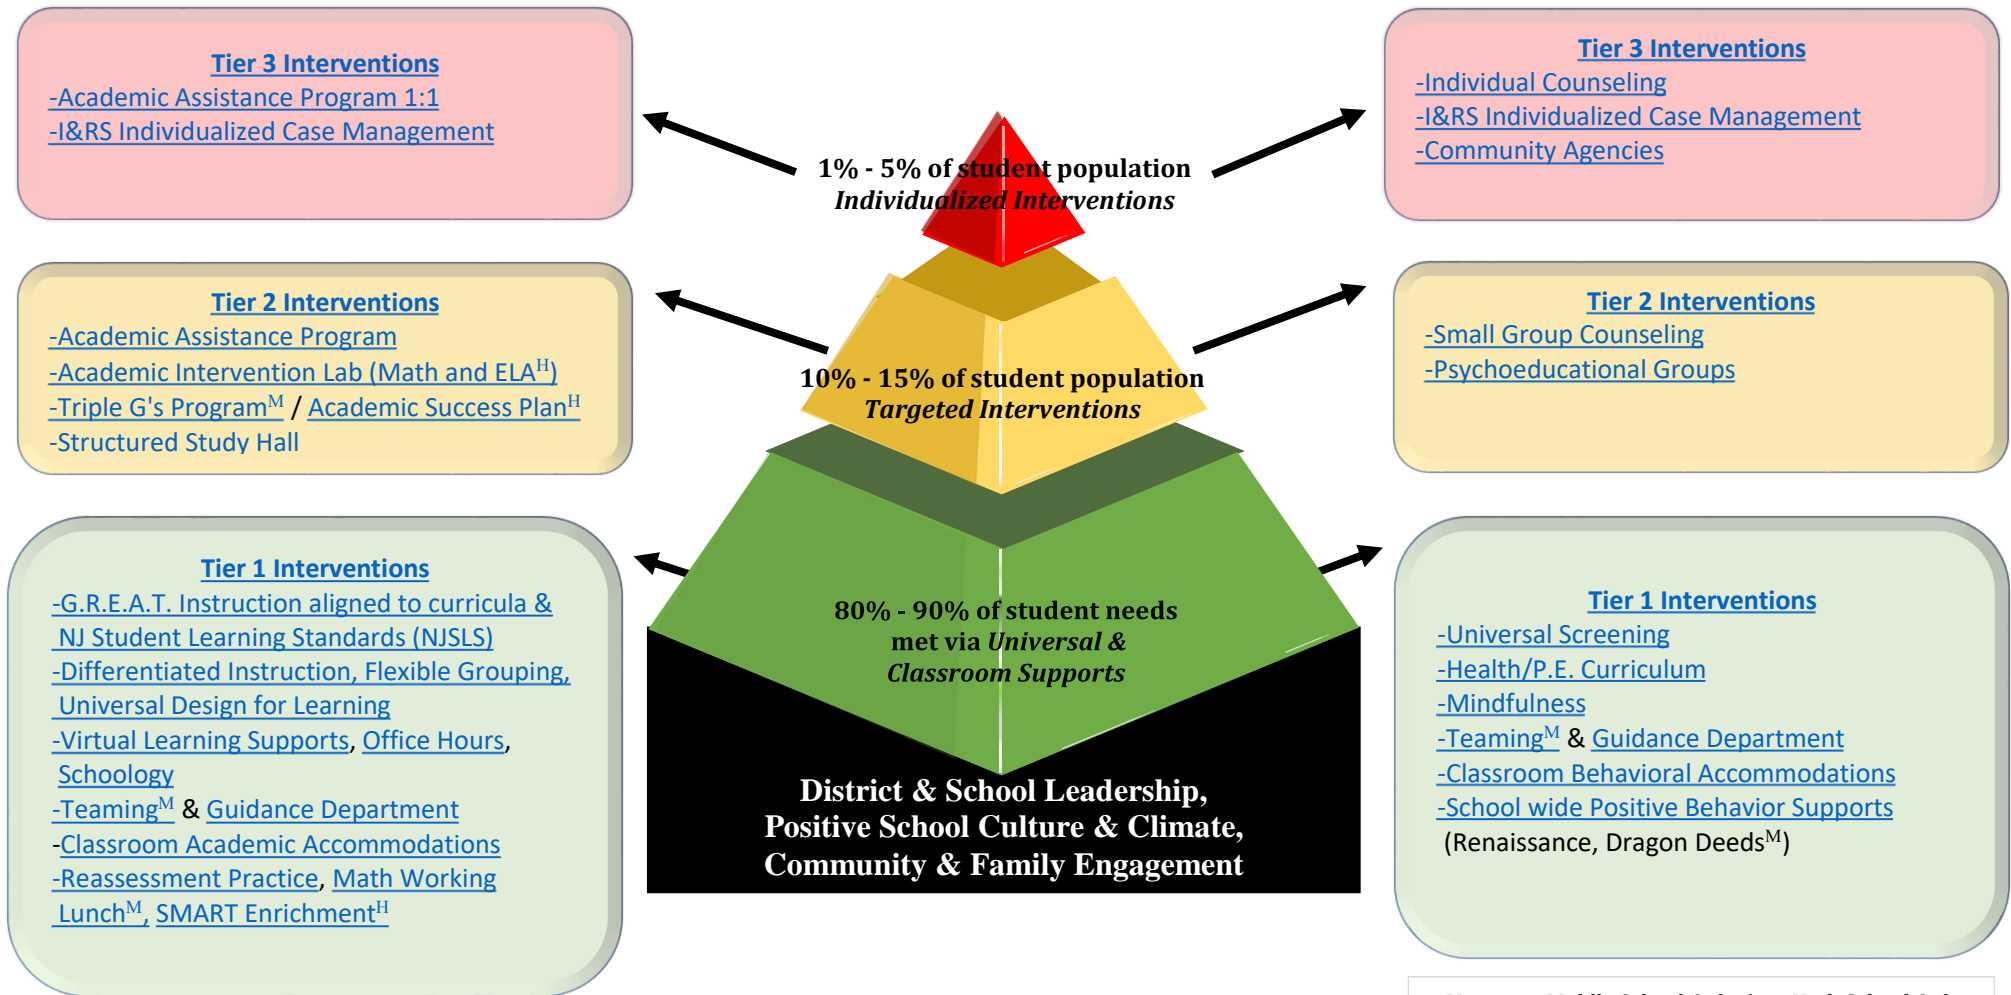 Tier 3 Interventions
-Academic Assistance Program 1:1
-I&RS Individualized Case Management
Tier 3 Interventions
-Individual Counseling
-I&RS Individualized Case Management
-Community Agencies
1% - 5% of student population
Individualized Interventions
Tier 2 Interventions
-Academic Assistance Program
-Academic Intervention Lab (Math and ELAᴴ)
-Triple G's Programᴹ / Academic Success Planᴴ
-Structured Study Hall
Tier 2 Interventions
-Small Group Counseling
-Psychoeducational Groups
10% - 15% of student population
Targeted Interventions
Tier 1 Interventions
-G.R.E.A.T. Instruction aligned to curricula &
NJ Student Learning Standards (NJSLS)
-Differentiated Instruction, Flexible Grouping,
Universal Design for Learning
-Virtual Learning Supports, Office Hours,
Schoology
-Teamingᴹ & Guidance Department
-Classroom Academic Accommodations
-Reassessment Practice, Math Working
Lunchᴹ, SMART Enrichmentᴴ
80% - 90% of student needs
met via Universal &
Classroom Supports
Tier 1 Interventions
-Universal Screening
-Health/P.E. Curriculum
-Mindfulness
-Teamingᴹ & Guidance Department
-Classroom Behavioral Accommodations
-School wide Positive Behavior Supports
(Renaissance, Dragon Deedsᴹ)
District & School Leadership,
Positive School Culture & Climate,
Community & Family Engagement